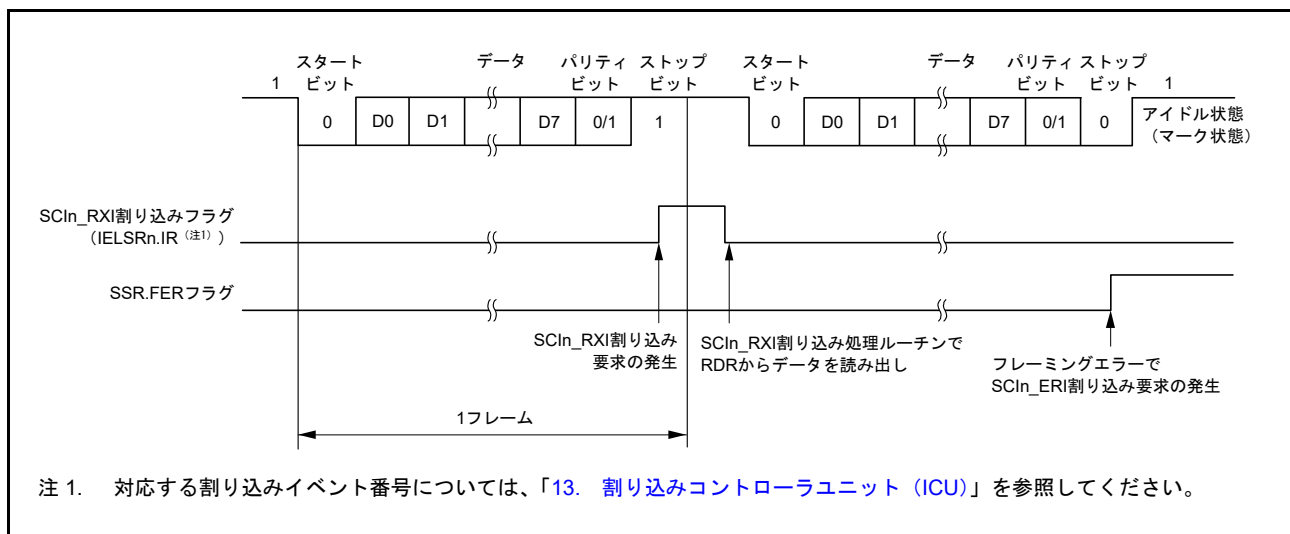 スタート データ パリティ ストップ スタート データ パリティ ストップ
1 ビット ビット ビット ビット ビット ビット 1
0 D0 D1 D7 0/1 1 0 D0 D1 D7 0/1 0 アイドル状態
（マーク状態）
SCIn_RXI割り込みフラグ
（IELSRn.IR（注1））
SSR.FERフラグ
SCIn_RXI割り込み
要求の発生
SCIn_RXI割り込み処理ルーチンで
RDRからデータを読み出し
フレーミングエラーで
SCIn_ERI割り込み要求の発生
1フレーム
注 1. 対応する割り込みイベント番号については、「13. 割り込みコントローラユニット（ICU）」を参照してください。